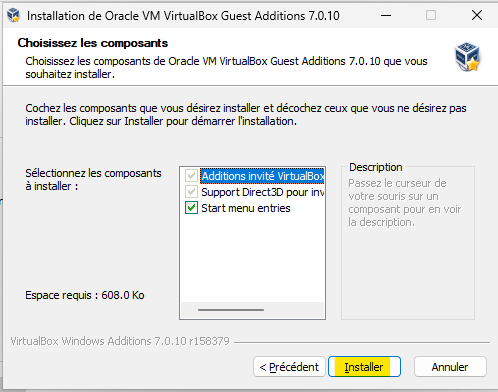 Installation de Oracle VM VirtualBox Guest Additions 7.0.10
Choisissez les composants
Choisissez les composants de Oracle VM VirtualBox Guest Additions 7.0.10 que vous
souhaitez installer.
Cochez les composants que vous désirez installer et décochez ceux que vous ne désirez pas
installer. Cliquez sur Installer pour démarrer l'installation.
Sélectionnez les composants
à installer :
Additions invité VirtualBox
Support Direct3D pour inv
Start menu entries
Description
Passez le curseur de
votre souris sur un
composant pour en voir
la description.
Espace requis : 608.0 Ko
VirtualBox Windows Additions 7.0.10 r158379
< Précédent
Installer
Annuler